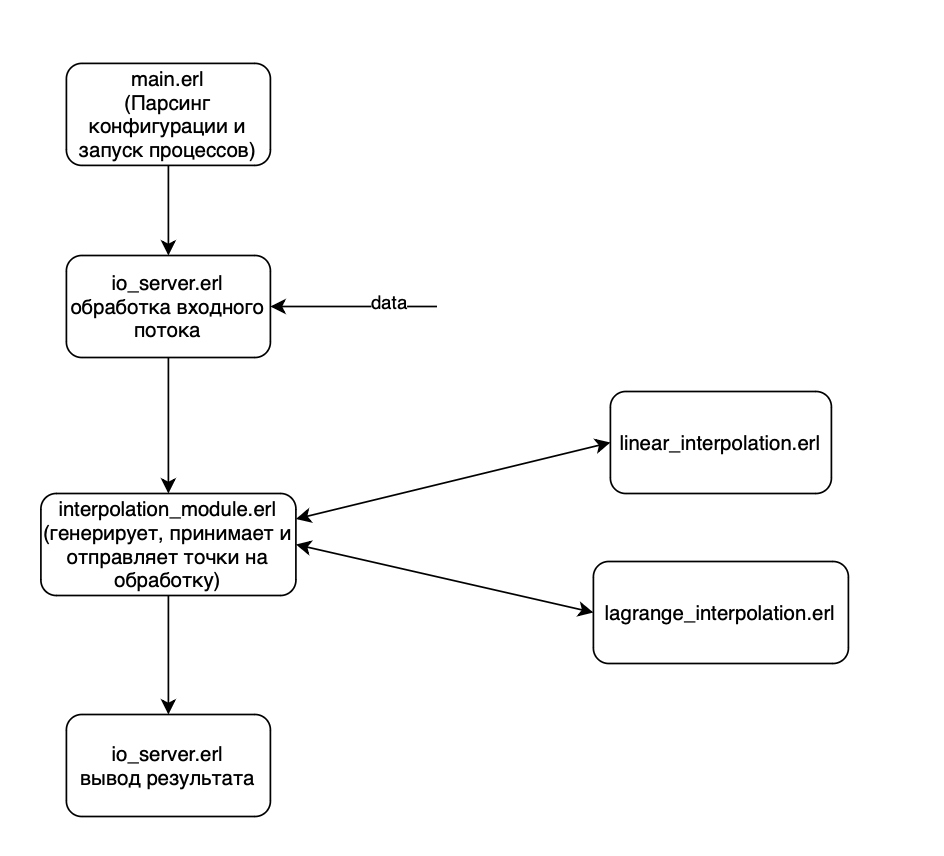 main.erl
(Парсинг
конфигурации и
запуск процессов)
io_server.erl
обработка входного
потока
data
linear_interpolation.erl
interpolation_module.erl
(генерирует, принимает и
отправляет точки на
обработку)
lagrange_interpolation.erl
io_server.erl
вывод результата